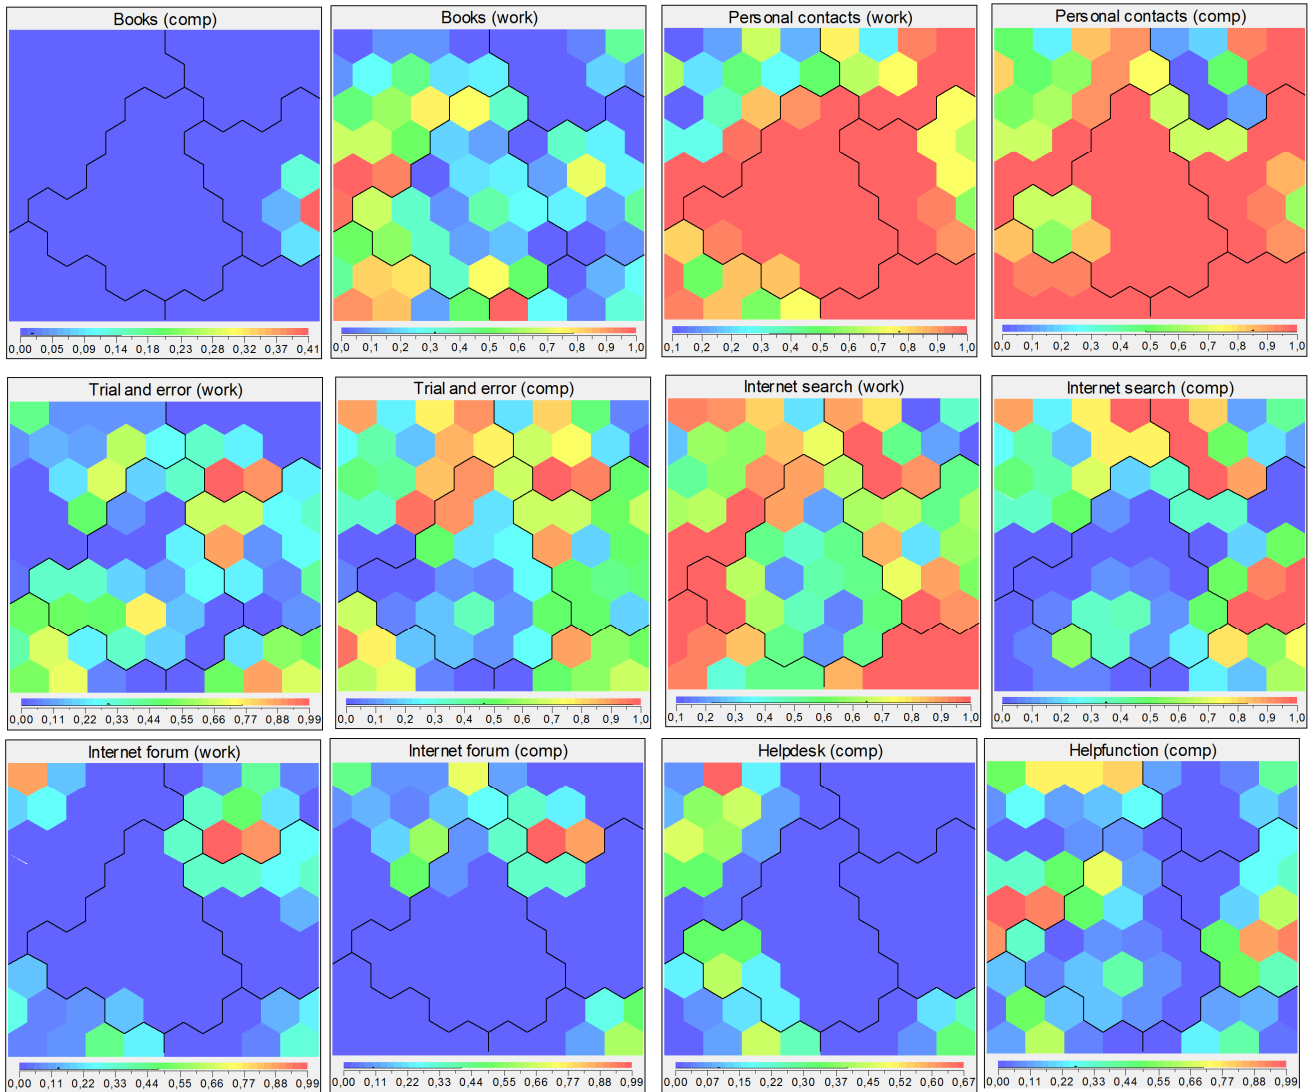 Books (comp)
0,00 0,05 0,09 0,14 0,18 0,23 0,28 0,32 0,37 0,41
Books (work)
0,0 0,1 0,2 0,3 0,4 0,5 0,6 0,7 0,8 0,9 1,0
Personal contacts (work)
0,1 0,2 0,3 0,4 0,5 0,6 0,7 0,8 0,9 1,0
Personal contacts (comp)
0,0 0,1 0,2 0,3 0,5 0,6 0,7 0,8 0,9 1,0
Trial and error (work)
0,00 0,11 0,22 0,33 0,44 0,55 0,66 0,77 0,88 0,99
Trial and error (comp)
0,0 0,1 0,2 0,3 0,5 0,6 0,7 0,8 0,9 1,0
Internet search (work)
0,1 0,2 0,3 0,4 0,5 0,6 0,7 0,8 0,9 1,0
Internet search (comp)
0,0 0,1 0,2 0,3 0,5 0,6 0,7 0,8 0,9 1,0
Internet forum (work)
0,00 0,11 0,22 0,33 0,44 0,55 0,66 0,77 0,88 0,99
Internet forum (comp)
0,00 0,11 0,22 0,33 0,44 0,55 0,66 0,77 0,88 0,99
Helpdesk (comp)
0,00 0,07 0,15 0,22 0,30 0,37 0,45 0,52 0,60 0,67
Helpfunction (comp)
0,00 0,11 0,22 0,33 0,44 0,55 0,66 0,77 0,88 0,99